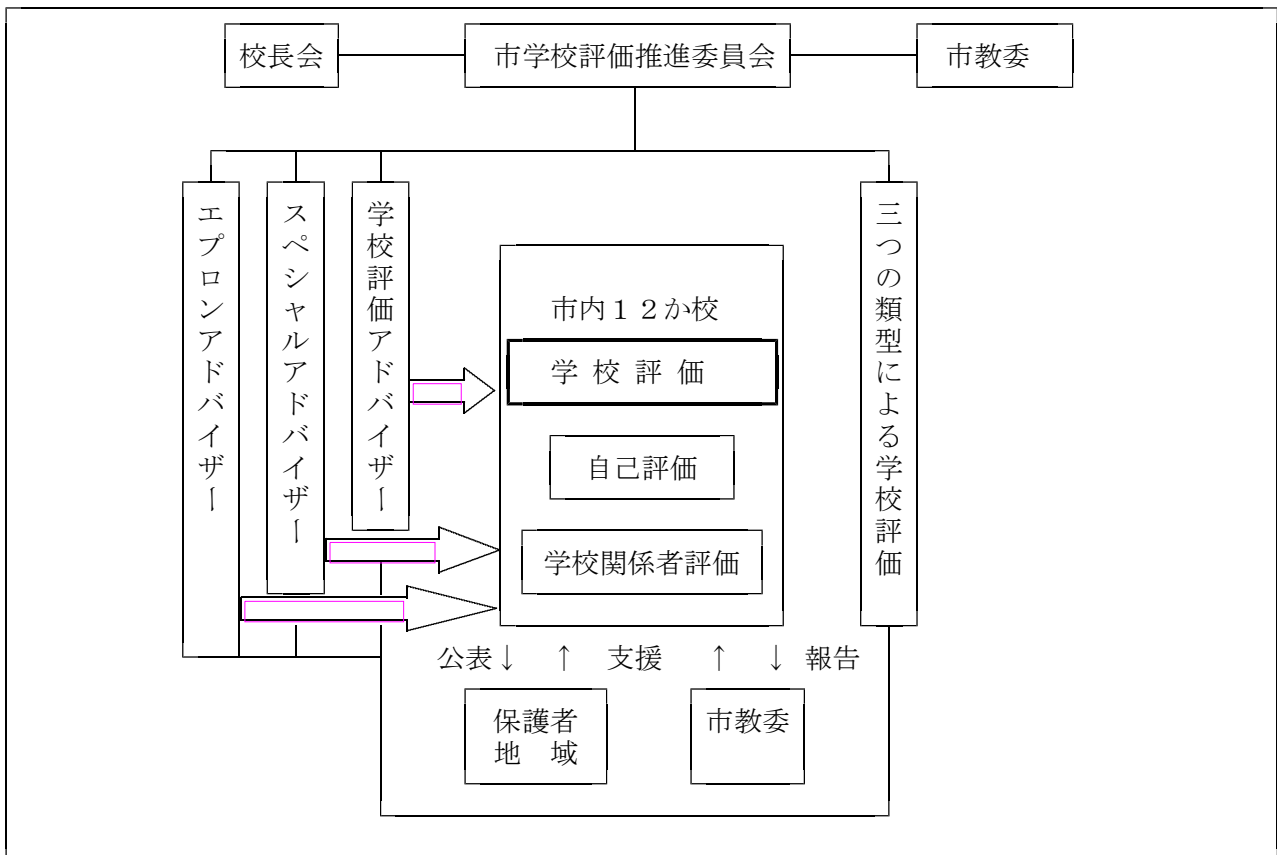 校長会
市学校評価推進委員会
市教委
エプロンアドバイザー
スペシャルアドバイザー
学校評価アドバイザー
三つの類型による学校評価
市内１２か校
学 校 評 価
自己評価
学校関係者評価
公表↓ ↑ 支援 ↑ ↓ 報告
保護者
地　域
市教委